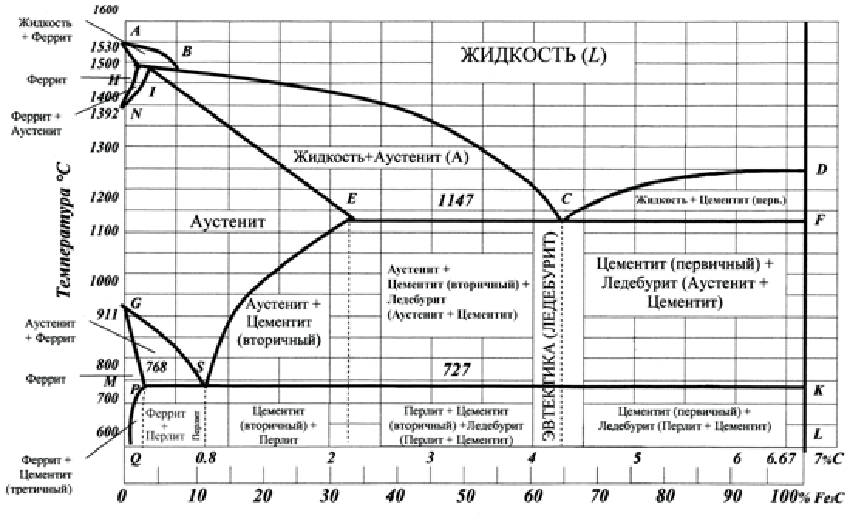 1600
Жидкость
+ Феррит
A
1530
B
ЖИДКОСТЬ (L)
1500
Феррит
H
I
1400
1392
N
Феррит +
Аустенит
1300
Жидкость+Аустенит (А)
D
Температура °C
1200
E
1147
C
Жидкость + Цементит (перв.)
Аустенит
F
1100
Аустенит +
Цементит (вторичный) +
Ледебурит
(Аустенит + Цементит)
Цементит (первичный) +
Ледебурит (Аустенит +
Цементит)
1000
G
Аустенит +
Цементит
(вторичный)
911
Аустенит
+ Феррит
ЭВТЕКТИКА (ЛЕДЕБУРИТ)
800
768
S
727
Феррит
M
P
K
700
Феррит
+
Перлит
Перлит
Цементит
(вторичный) +
Перлит
Перлит + Цементит
(вторичный) +Ледебурит
(Перлит + Цементит)
Цементит (первичный) +
Ледебурит (Перлит + Цементит)
600
L
Феррит +
Цементит
(третичный)
Q 0.8 2 3 4 5 6 6.67 7%C
0 10 20 30 40 50 60 70 80 90 100% Fe₃C